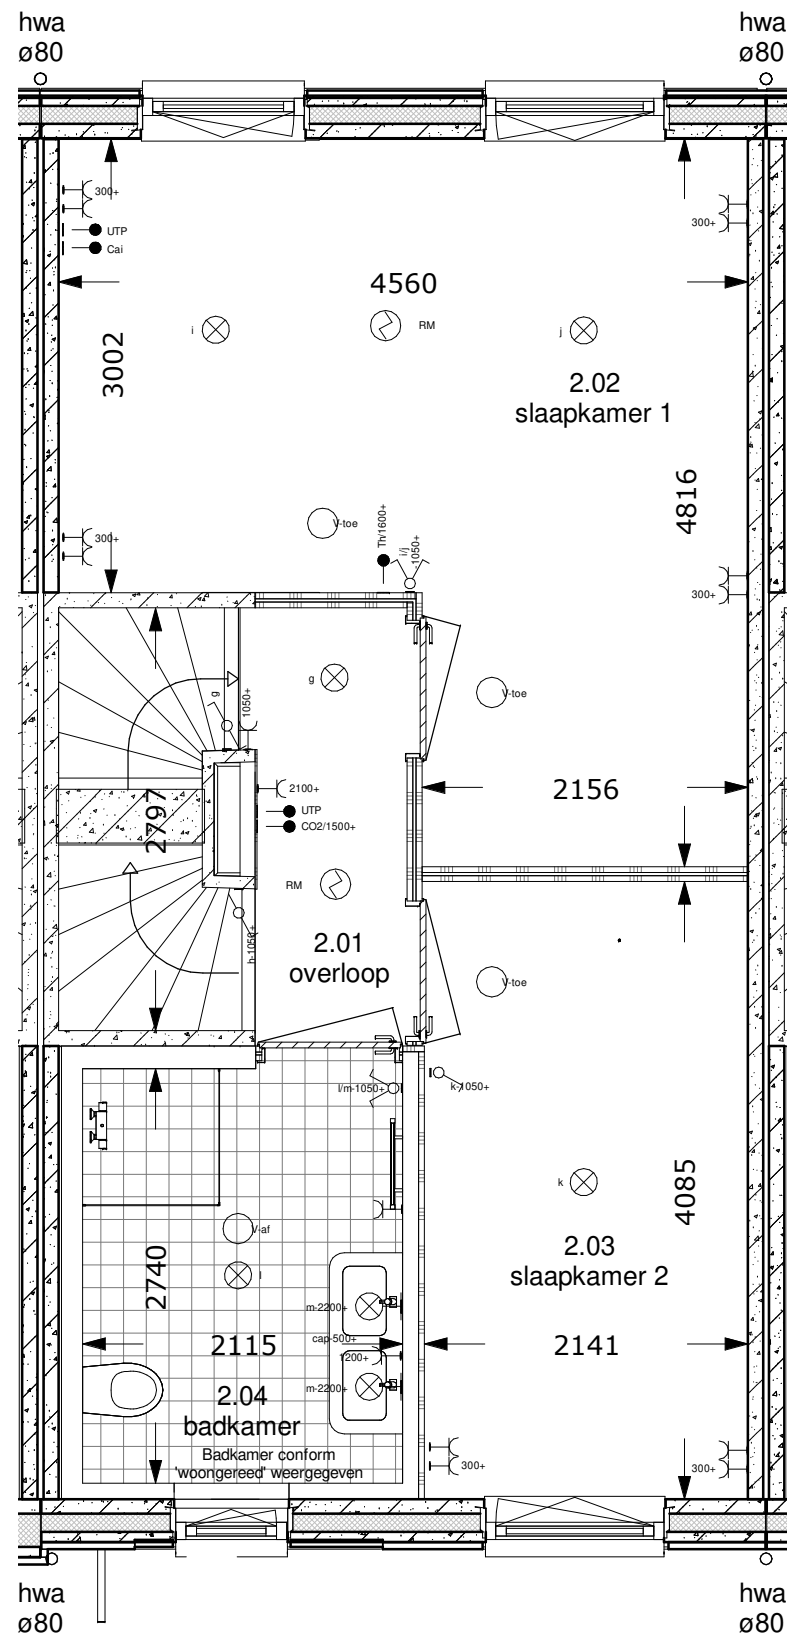 hwa
ø80
hwa
ø80
300+
UTP
Cai
300+
4560
3002
i
RM
j
2.02
slaapkamer 1
4816
V-toe
Th/1600+
i/j
-1050+
300+
300+
g
g
1050+
V-toe
2156
2797
2100+
UTP
CO2/1500+
RM
2.01
overloop
h-1050+
V-toe
l/m-1050+
k-1050+
k
4085
2.03
slaapkamer 2
V-af
l
2740
m-2200+
cap-500+
2115
1200+
2141
m-2200+
2.04
badkamer
Badkamer conform
'woongereed' weergegeven
300+
300+
hwa
ø80
hwa
ø80